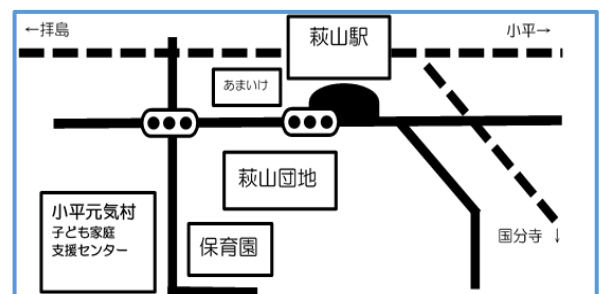 ←拝島
萩山駅
小平→
あまいけ
萩山団地
小平元気村
子ども家庭
支援センター
保育園
国分寺 ↓